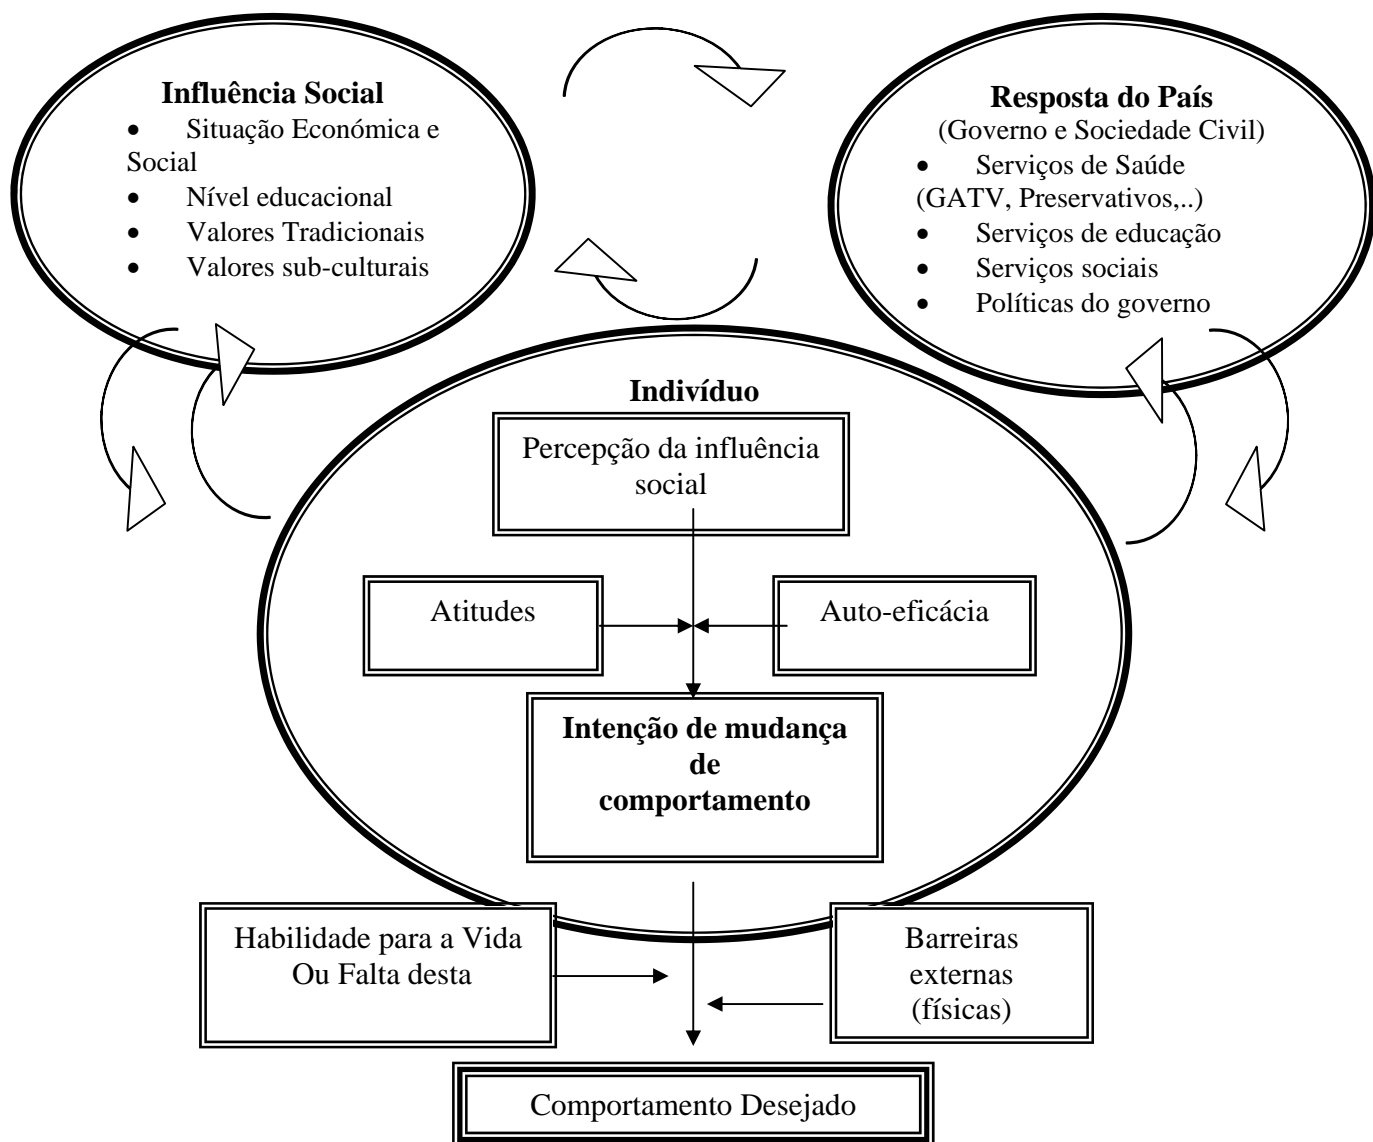 Influência Social
• Situação Económica e
Social
• Nível educacional
• Valores Tradicionais
• Valores sub-culturais
Resposta do País
(Governo e Sociedade Civil)
• Serviços de Saúde
(GATV, Preservativos,..)
• Serviços de educação
• Serviços sociais
• Políticas do governo
Indivíduo
Percepção da influência
social
Atitudes
Auto-eficácia
Intenção de mudança
de
comportamento
Habilidade para a Vida
Ou Falta desta
Barreiras
externas
(físicas)
Comportamento Desejado